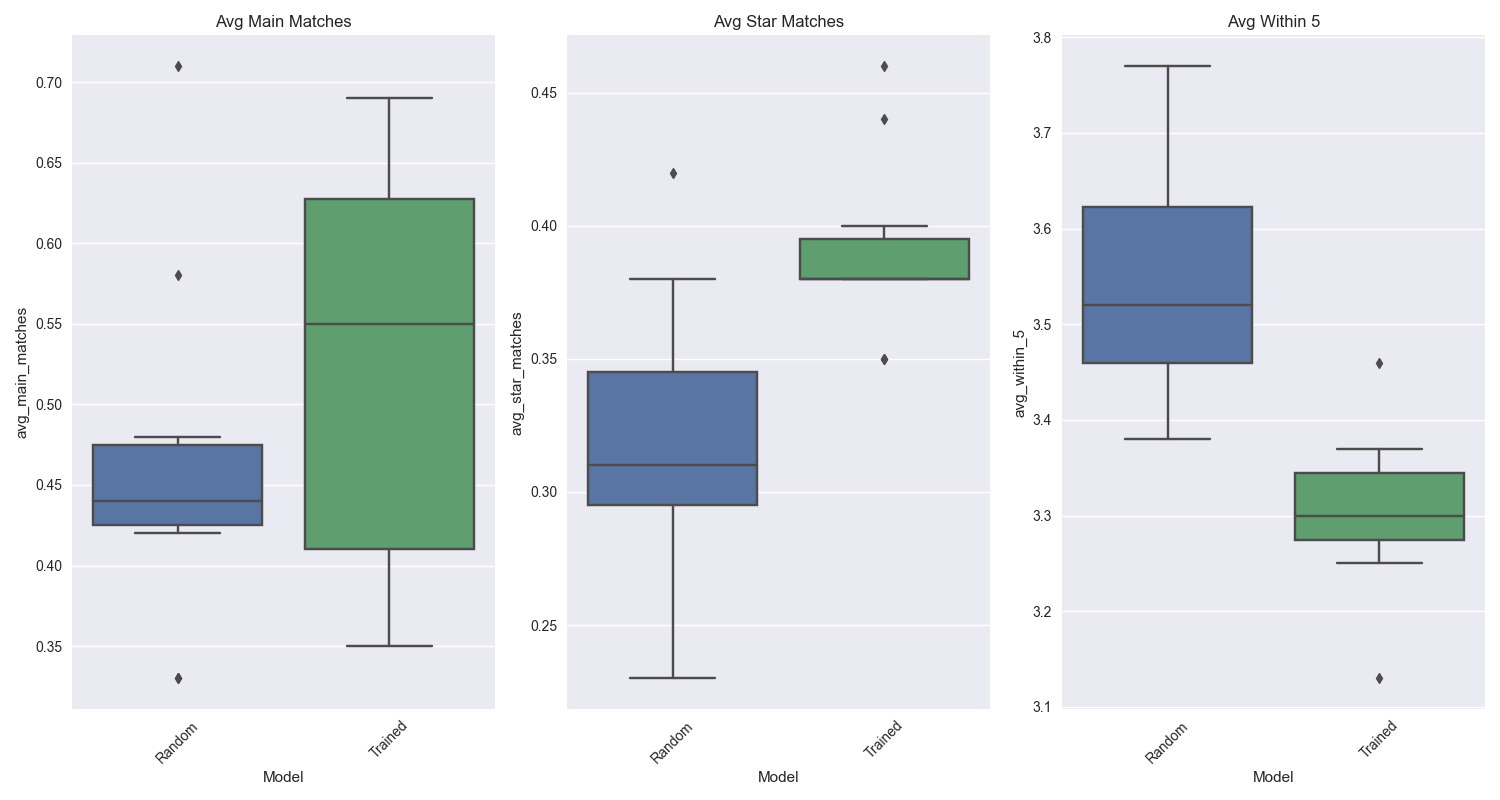 Avg Main Matches
avg_main_matches
0.70
0.65
0.60
0.55
0.50
0.45
0.40
0.35
Random
Trained
Model
Avg Star Matches
avg_star_matches
0.45
0.40
0.35
0.30
0.25
Random
Trained
Model
Avg Within 5
avg_within_5
3.8
3.7
3.6
3.5
3.4
3.3
3.2
3.1
Random
Trained
Model